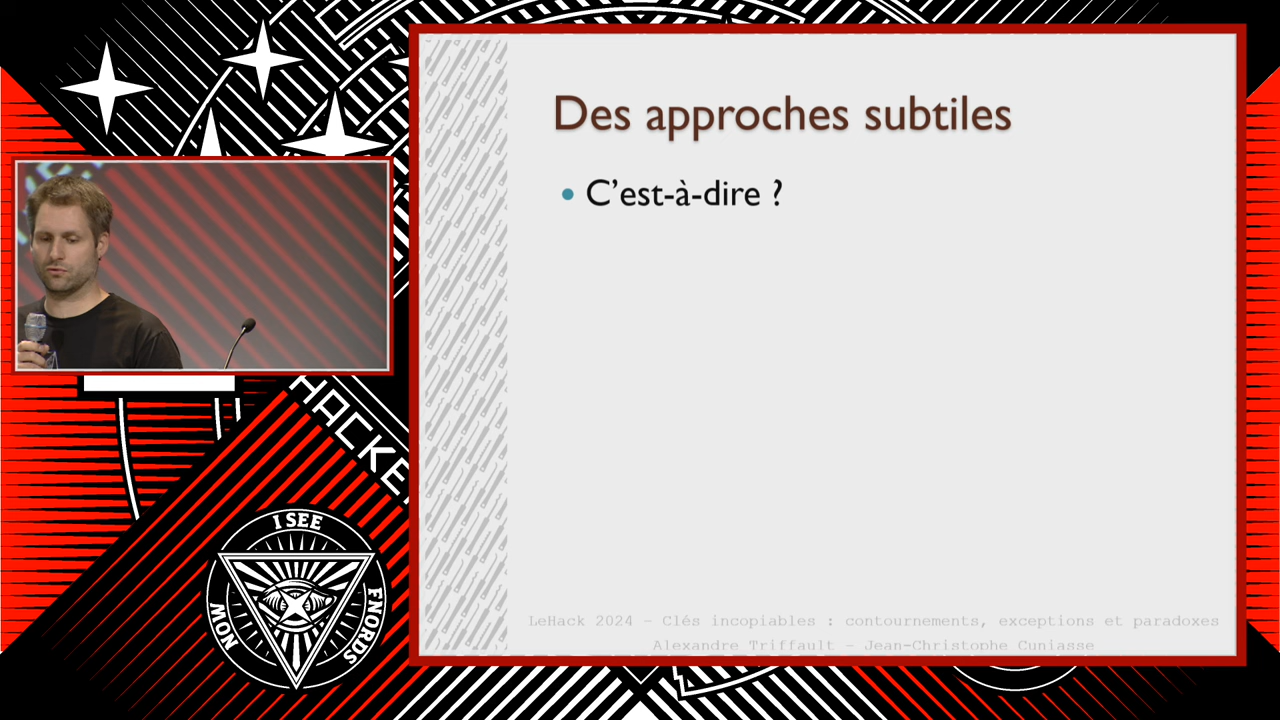 Des approches subtiles
• C'est-à-dire ?
HACKE
I SEE
FNORDS
NOW
LeHack 2024 – Clés incopiables : contournements, exceptions et paradoxes
Alexandre Triffault – Jean-Christophe Cuniasse